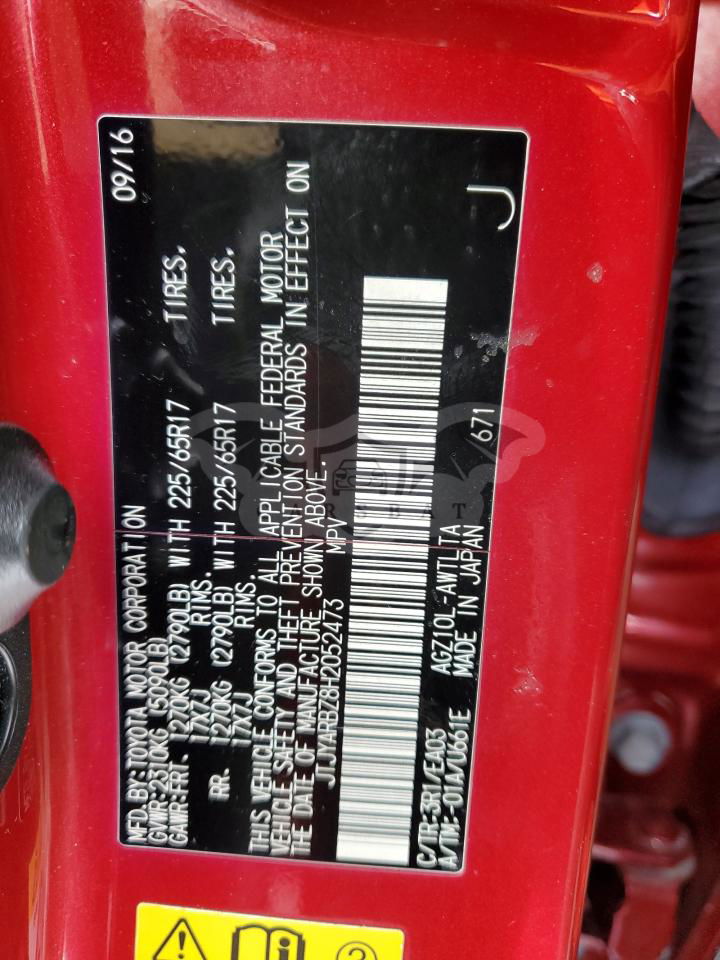 MFD.BY:TOYOTA MOTOR CORPORATION 09/16
GVWR:2310KG (5090LB)
GAWR:FRT. 1270KG (2790LB) WITH 225/65R17 TIRES.
17X7J RIMS.
RR. 1270KG (2790LB) WITH 225/65R17 TIRES.
17X7J RIMS.
THIS VEHICLE CONFORMS TO ALL APPLICABLE FEDERAL MOTOR
VEHICLE SAFETY AND THEFT PREVENTION STANDARDS IN EFFECT ON
THE DATE OF MANUFACTURE SHOWN ABOVE.
JTJYARBZ8H2052473 MPV
C/TR:3R1/EA03 AGZ10L-AWTLTA
A/TM:-01A/U661E MADE IN JAPAN 671
J